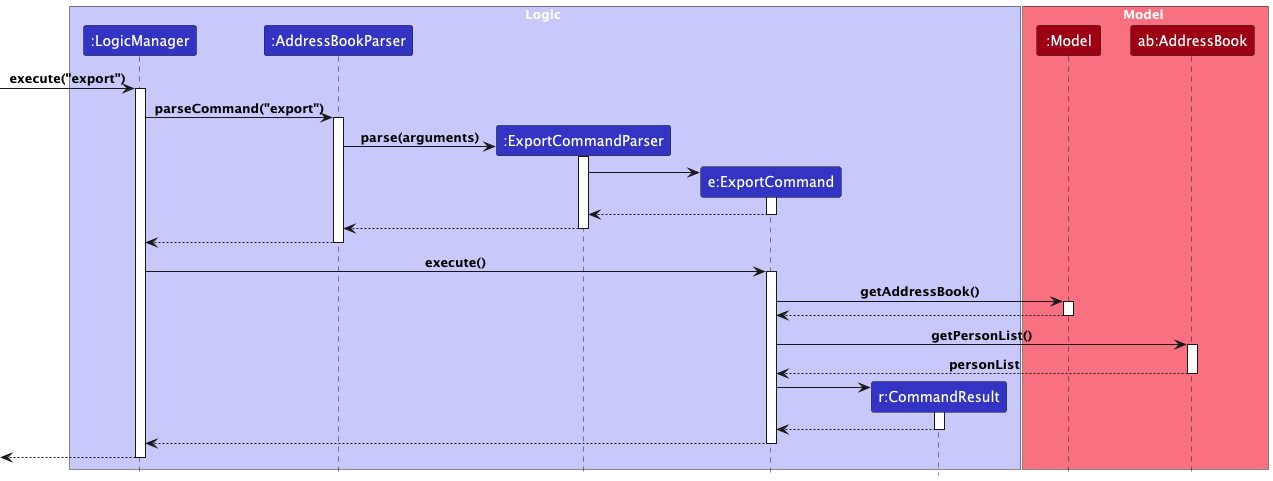 Logic
Model
:LogicManager
:AddressBookParser
:Model
ab:AddressBook
execute("export")
parseCommand("export")
parse(arguments)
:ExportCommandParser
e:ExportCommand
execute()
getAddressBook()
getPersonList()
personList
r:CommandResult